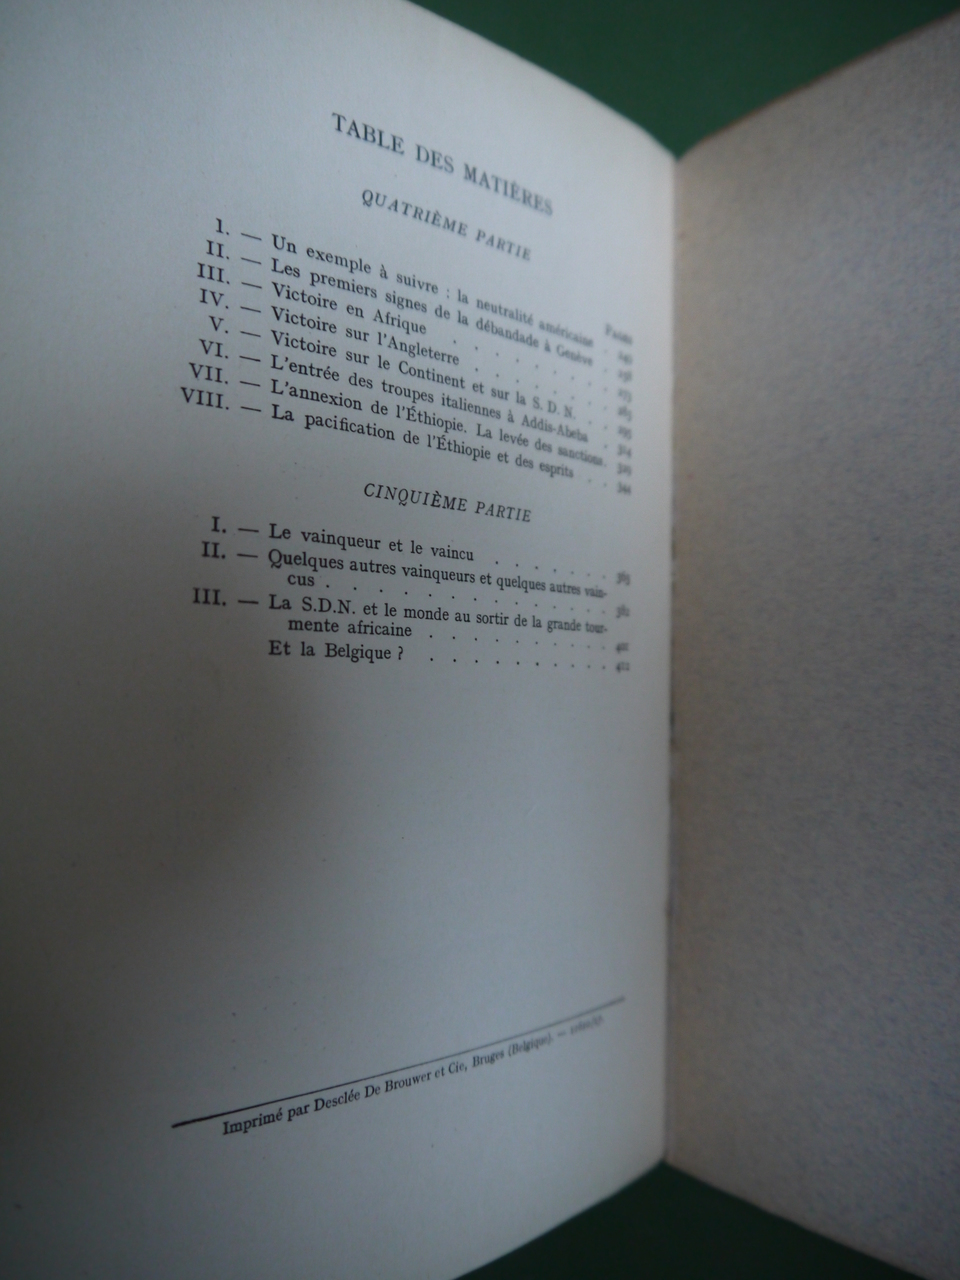 TABLE DES MATIÈRES
QUATRIÈME PARTIE
Pages
I. — Un exemple à suivre : la neutralité américaine
II. — Les premiers signes de la débandade à Genève
III. — Victoire en Afrique
IV. — Victoire sur l'Angleterre
V. — Victoire sur le Continent et sur la S. D. N.
VI. — L'entrée des troupes italiennes à Addis-Abeba
VII. — L'annexion de l'Éthiopie. La levée des sanctions.
VIII. — La pacification de l'Éthiopie et des esprits
CINQUIÈME PARTIE
I. — Le vainqueur et le vaincu
II. — Quelques autres vainqueurs et quelques autres vain-
cus
III. — La S.D.N. et le monde au sortir de la grande tour-
mente africaine
Et la Belgique ? 422
Imprimé par Desclée De Brouwer et Cie, Bruges (Belgique). —